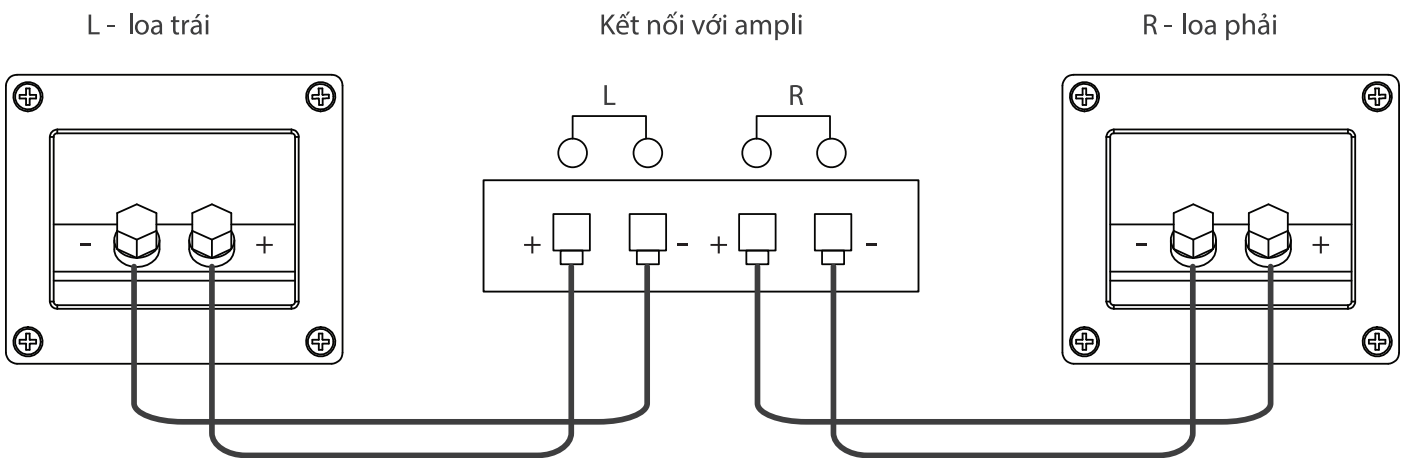 L - loa trái
Kết nối với ampli
R - loa phải
L
R
- +
+ - + -
- +